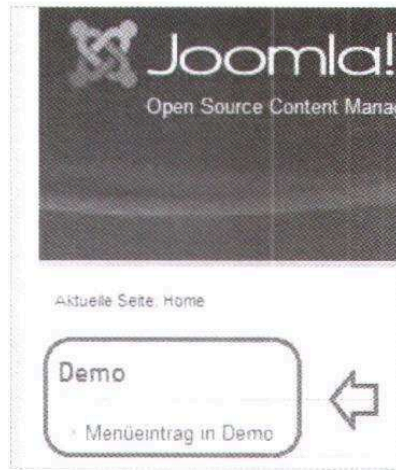 Joomla!
Open Source Content Manag
Aktuelle Seite: Home
Demo
Menüeintrag in Demo